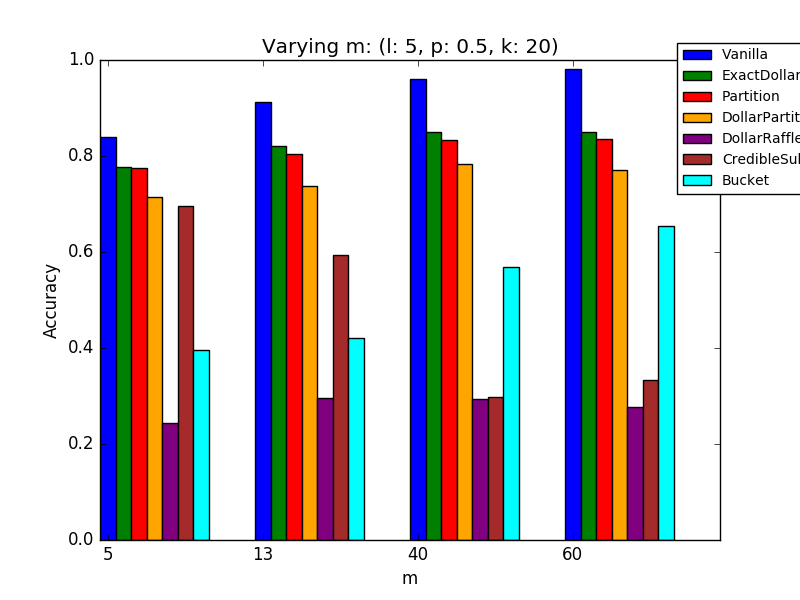 Varying m: (l: 5, p: 0.5, k: 20)
Vanilla
ExactDollar
Partition
DollarPartit
DollarRaffle
CredibleSu
Bucket
1.0
0.8
0.6
0.4
0.2
0.0
Accuracy
5 13 40 60
m